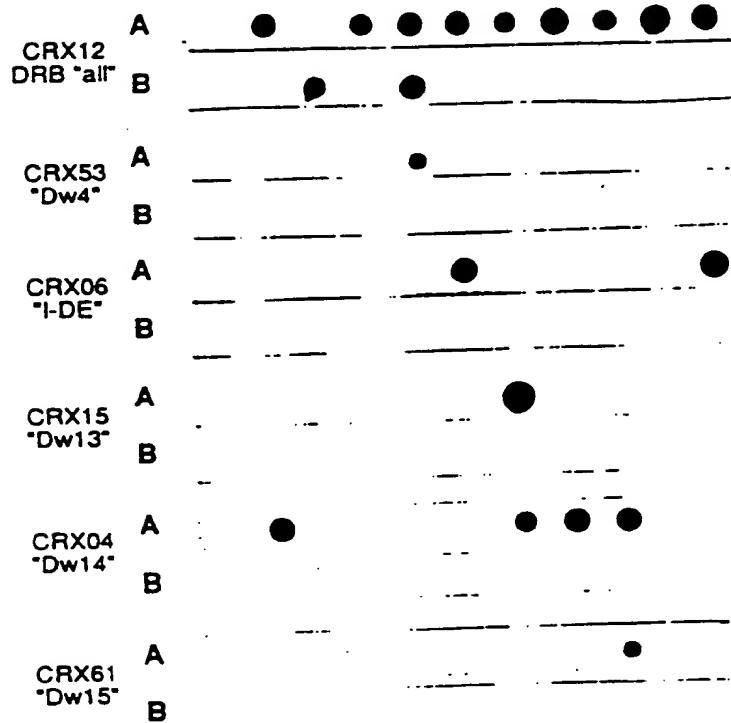 CRX12 A
DRB "all"
B
CRX53 A
"Dw4"
B
CRX06 A
"I-DE"
B
CRX15 A
"Dw13"
B
CRX04 A
"Dw14"
B
CRX61 A
"Dw15"
B